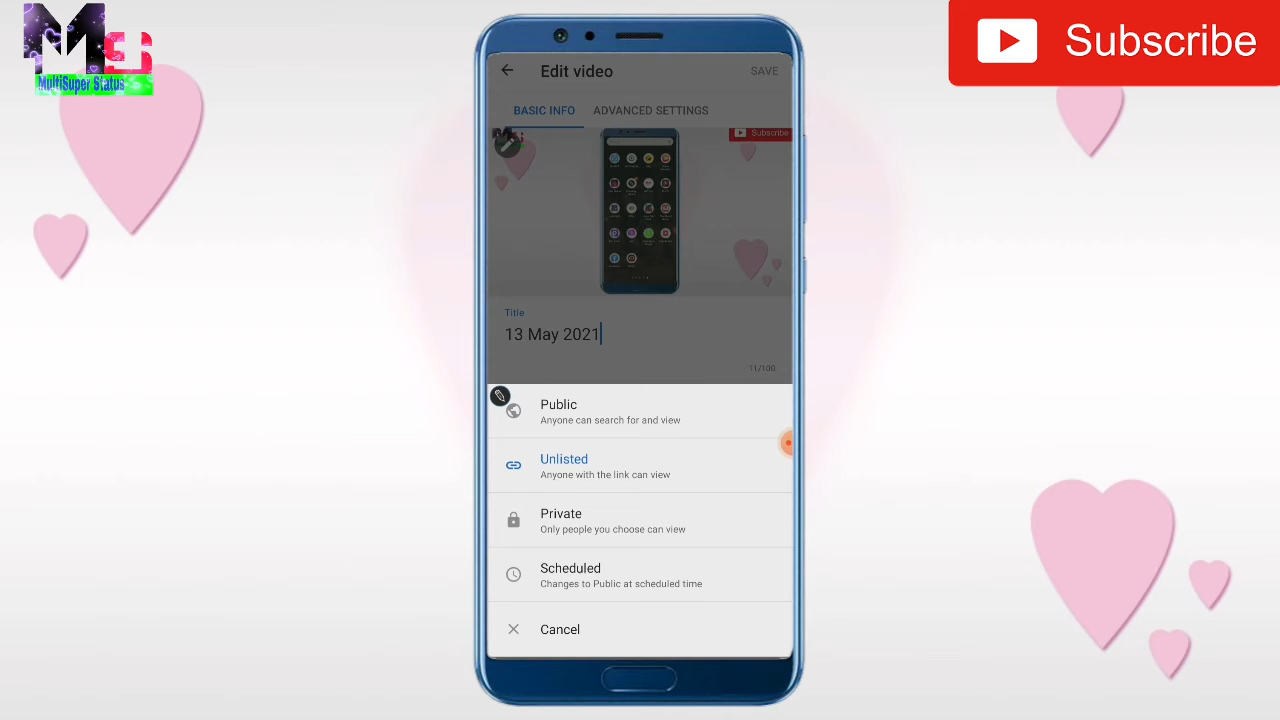 MS
MultiSuper Status
Subscribe
Edit video
SAVE
BASIC INFO
ADVANCED SETTINGS
Subscribe
Title
13 May 2021
11/100
Public
Anyone can search for and view
Unlisted
Anyone with the link can view
Private
Only people you choose can view
Scheduled
Changes to Public at scheduled time
Cancel